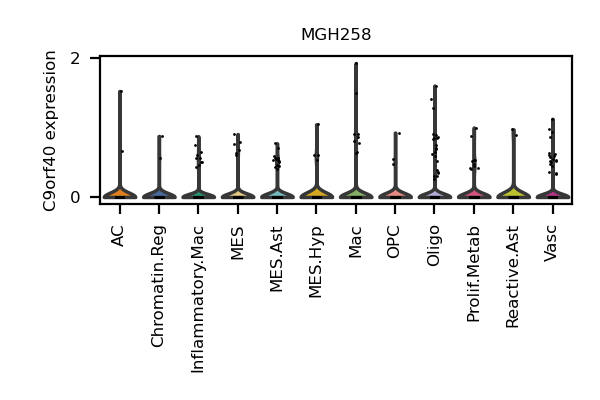 MGH258
C9orf40 expression
2
0
AC
Chromatin.Reg
Inflammatory.Mac
MES
MES.Ast
MES.Hyp
Mac
OPC
Oligo
Prolif.Metab
Reactive.Ast
Vasc